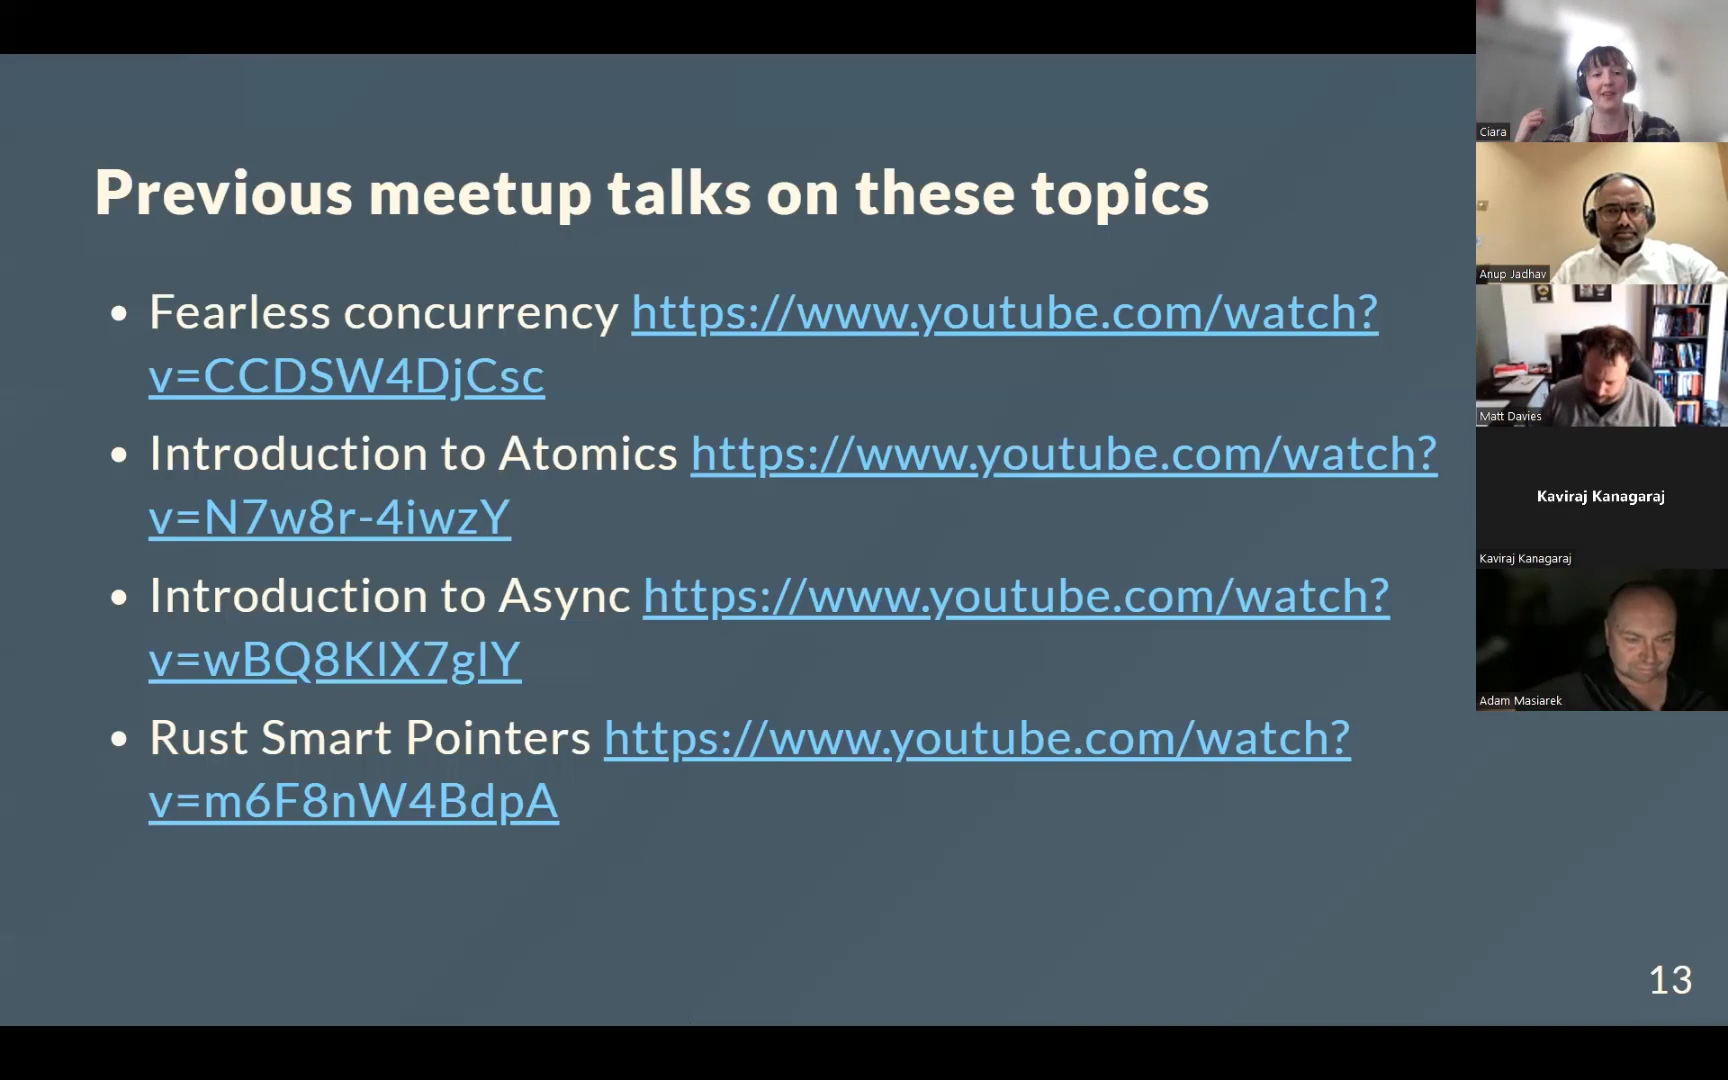 Previous meetup talks on these topics
Fearless concurrency https://www.youtube.com/watch?
v=CCDSW4DjCsc
Introduction to Atomics https://www.youtube.com/watch?
v=N7w8r-4iwzY
Introduction to Async https://www.youtube.com/watch?
v=wBQ8KIX7gIY
Rust Smart Pointers https://www.youtube.com/watch?
v=m6F8nW4BdpA
13
Ciara
Anup Jadhav
Matt Davies
Kaviraj Kanagaraj
Kaviraj Kanagaraj
Adam Masiarek